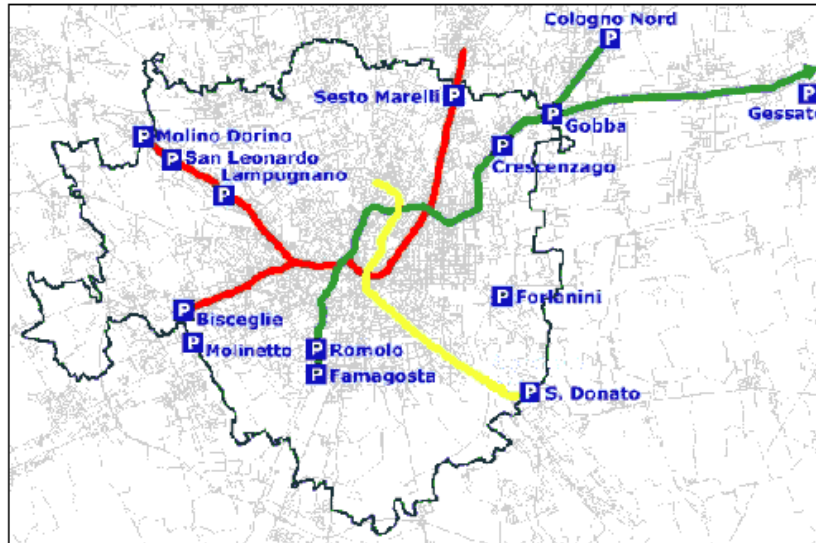 Cologno Nord
P
Sesto Marelli P
P
Gobba
P
Gessate
P Molino Dorino
P San Leonardo
Lampugnano
P
P
Crescenzago
P Forlanini
P
Bisceglie
P Molinetto
P Romolo
P Famagosta
P S. Donato